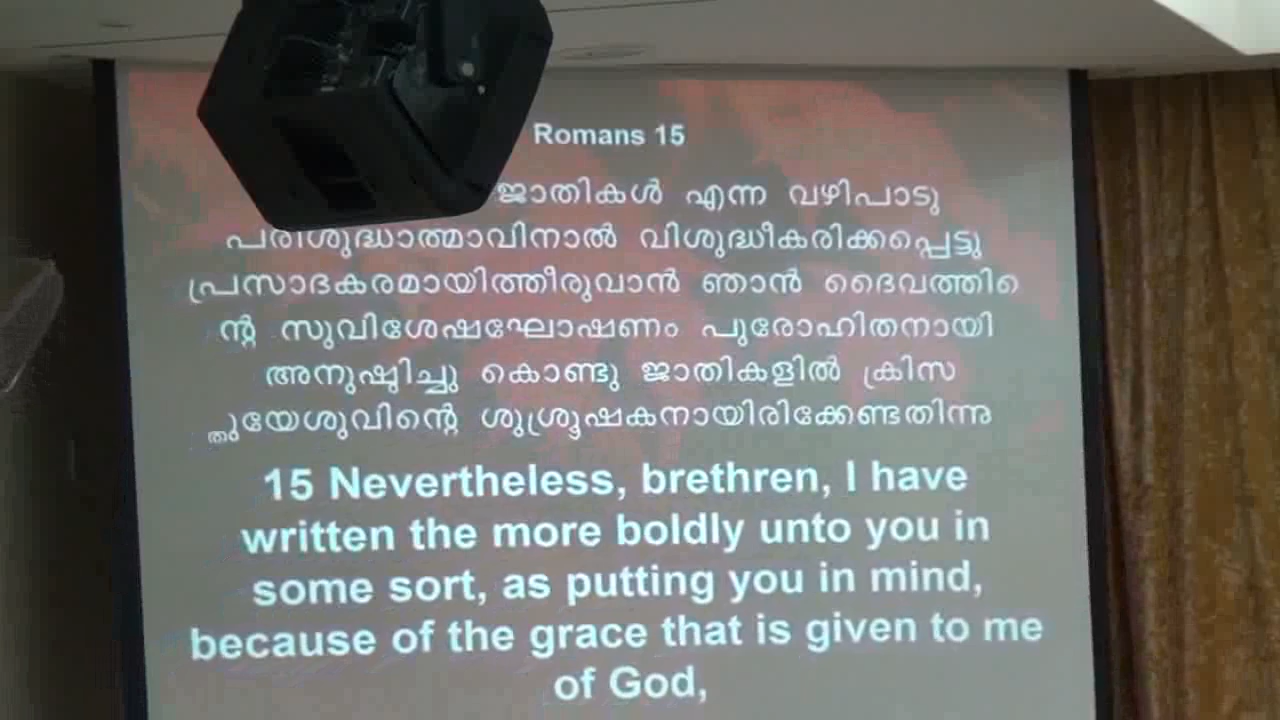 Romans 15
ജാതികൾ എന്ന വഴിപാടു
പരിശുദ്ധാത്മാവിനാൽ വിശുദ്ധീകരിക്കപ്പെട്ടു
പ്രസാദകരമായിത്തീരുവാൻ ഞാൻ ദൈവത്തിെ
ന്റ സുവിശേഷഘോഷണം പുരോഹിതനായി
അനുഷ്ഠിച്ചു കൊണ്ടു ജാതികളിൽ ക്രിസ
്തുയേശുവിന്റെ ശുശ്രൂഷകനായിരിക്കേണ്ടതിന്നു
15 Nevertheless, brethren, I have
written the more boldly unto you in
some sort, as putting you in mind,
because of the grace that is given to me
of God,